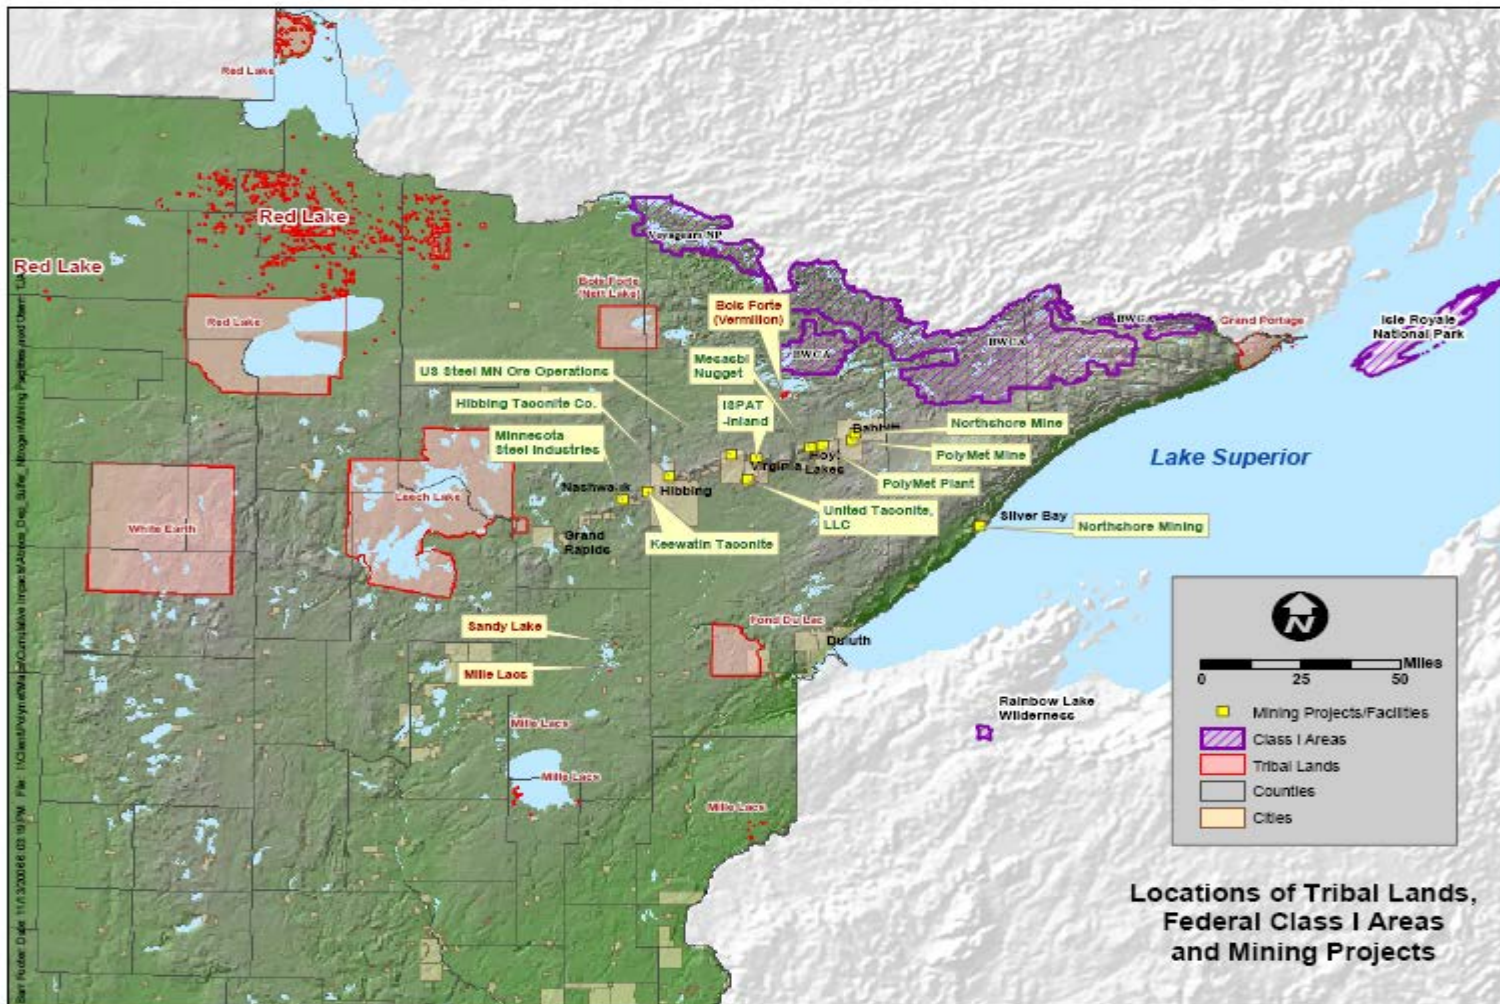 Red Lake
Red Lake
Red Lake
Red Lake
Voyageurs NP
Bois Forte
(Nett Lake)
Bois Forte
(Vermilion)
BWCA
BWCA
BWCA
Grand Portage
Isle Royale
National Park
Mesabi
Nugget
US Steel MN Ore Operations
Hibbing Taconite Co.
ISPAT
-Inland
Minnesota
Steel Industries
Babbitt
Northshore Mine
PolyMet Mine
PolyMet Plant
Hoyt
Lakes
Virginia
Lake Superior
Nashwauk
Hibbing
Leech Lake
White Earth
Grand
Rapids
Keewatin Taconite
United Taconite,
LLC
Silver Bay
Northshore Mining
Sandy Lake
Mille Lacs
Fond Du Lac
Duluth
Mille Lacs
Mille Lacs
Mille Lacs
Rainbow Lake
Wilderness
N
Miles
0 25 50
Mining Projects/Facilities
Class I Areas
Tribal Lands
Counties
Cities
Locations of Tribal Lands,
Federal Class I Areas
and Mining Projects